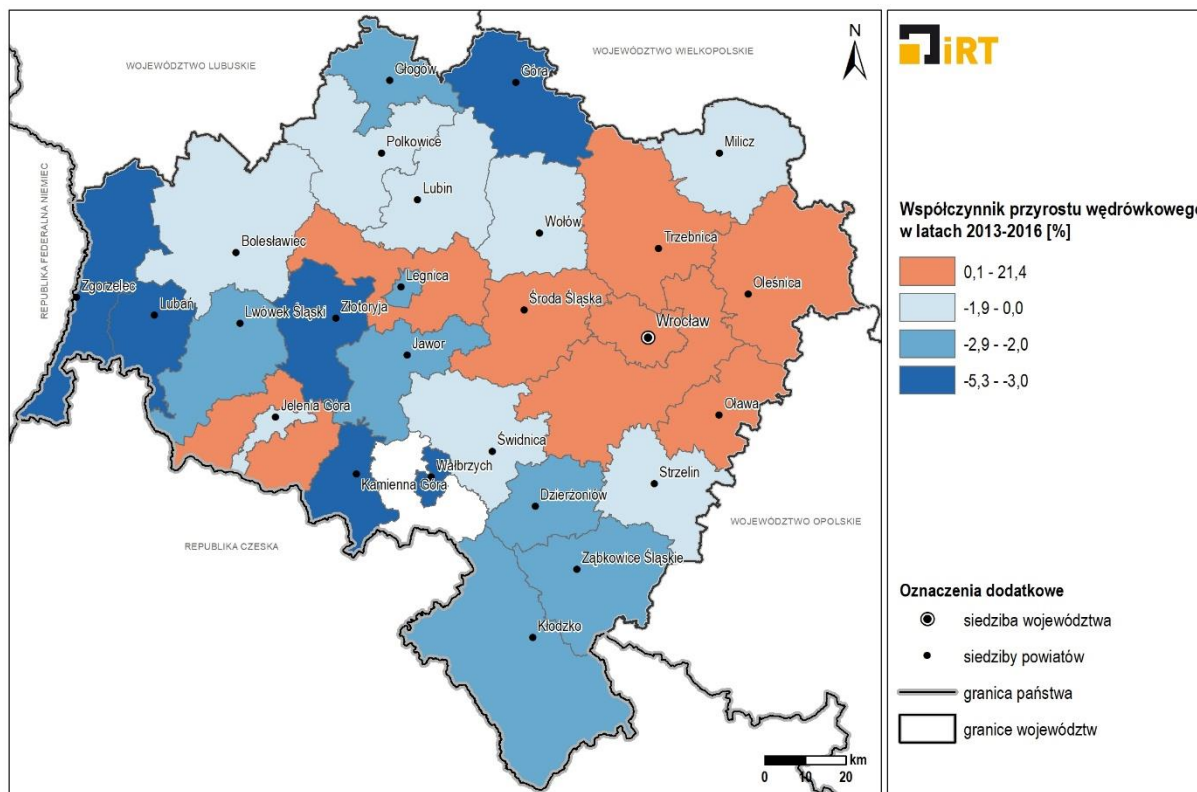 WOJEWÓDZTWO LUBUSKIE
WOJEWÓDZTWO WIELKOPOLSKIE
N
Głogów
Góra
Polkowice
Milicz
Lubin
Wołów
REPUBLIKA FEDERALNA NIEMIEC
Bolesławiec
Trzebnica
Zgorzelec
Lubań
Lwówek Śląski
Złotoryja
Legnica
Środa Śląska
Oleśnica
Wrocław
Jawor
Jelenia Góra
Oława
Świdnica
Kamienna Góra
Wałbrzych
Strzelin
Dzierżoniów
WOJEWÓDZTWO OPOLSKIE
REPUBLIKA CZESKA
Ząbkowice Śląskie
Kłodzko
km
0 10 20
iRT
Współczynnik przyrostu wędrówkowego
w latach 2013-2016 [%]
0,1 - 21,4
-1,9 - 0,0
-2,9 - -2,0
-5,3 - -3,0
Oznaczenia dodatkowe
siedziba województwa
siedziby powiatów
granica państwa
granice województw